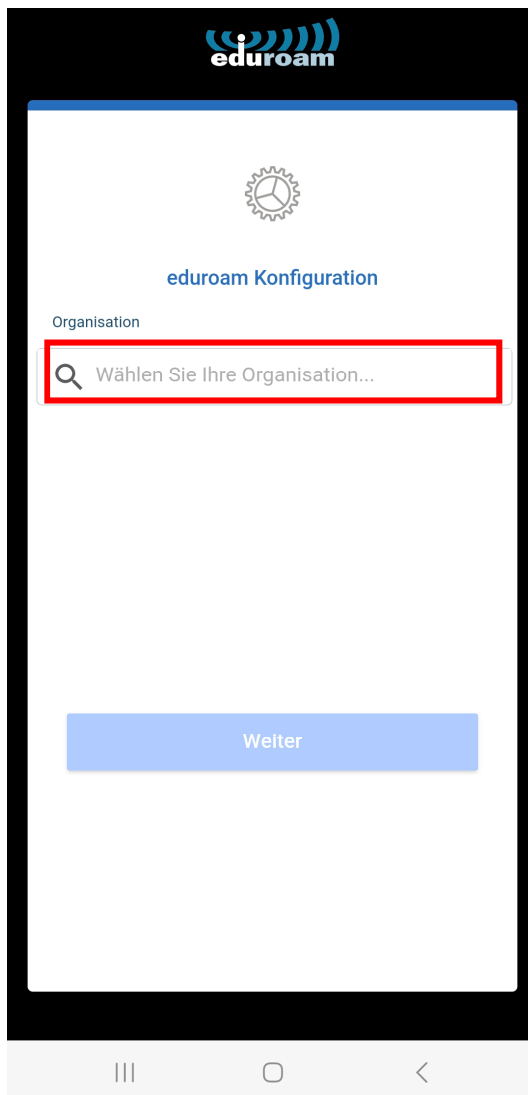 eduroam
eduroam Konfiguration
Organisation
Wählen Sie Ihre Organisation...
Weiter